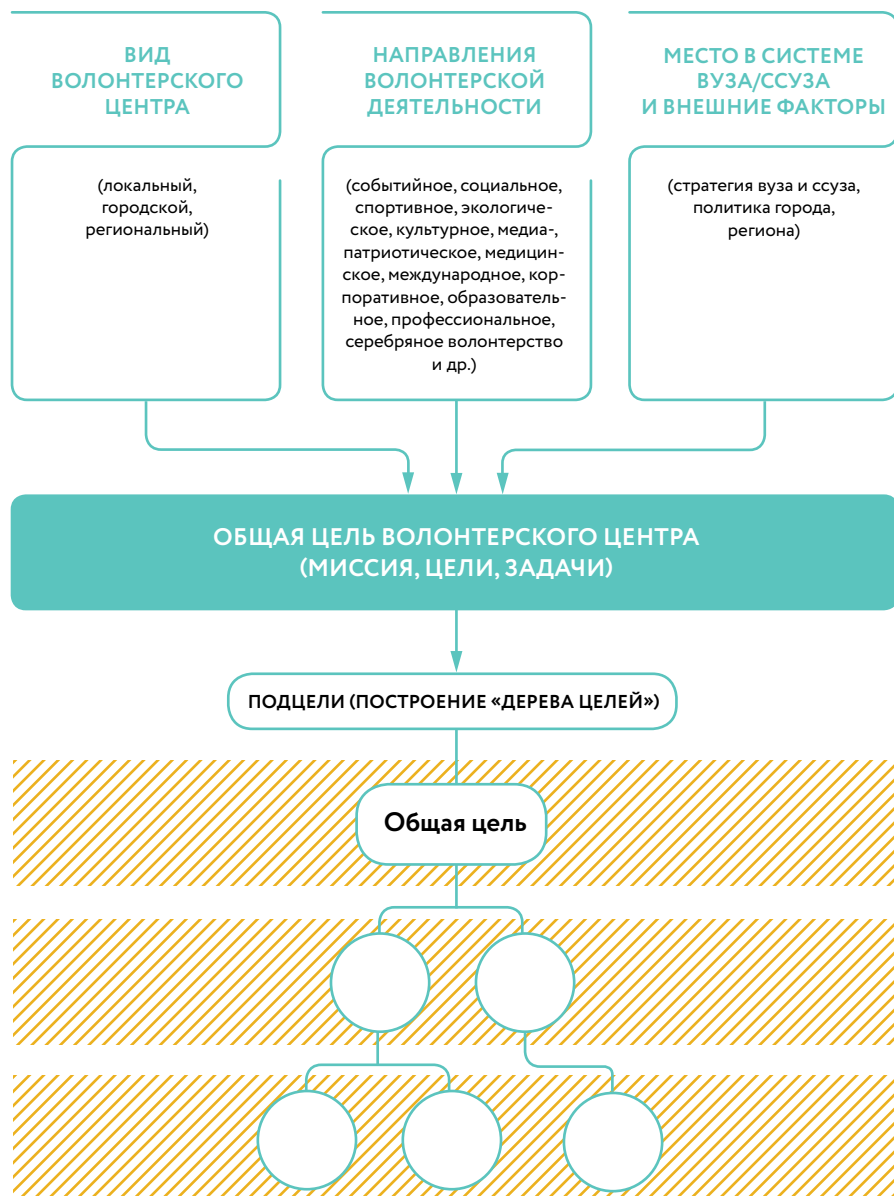 ВИД
ВОЛОНТЕРСКОГО
ЦЕНТРА
(локальный,
городской,
региональный)
НАПРАВЛЕНИЯ
ВОЛОНТЕРСКОЙ
ДЕЯТЕЛЬНОСТИ
(событийное, социальное,
спортивное, экологиче-
ское, культурное, медиа-,
патриотическое, медицин-
ское, международное, кор-
поративное, образователь-
ное, профессиональное,
серебряное волонтерство
и др.)
МЕСТО В СИСТЕМЕ
ВУЗА/ССУЗА
И ВНЕШНИЕ ФАКТОРЫ
(стратегия вуза и ссуза,
политика города,
региона)
ОБЩАЯ ЦЕЛЬ ВОЛОНТЕРСКОГО ЦЕНТРА
(МИССИЯ, ЦЕЛИ, ЗАДАЧИ)
ПОДЦЕЛИ (ПОСТРОЕНИЕ «ДЕРЕВА ЦЕЛЕЙ»)
Общая цель